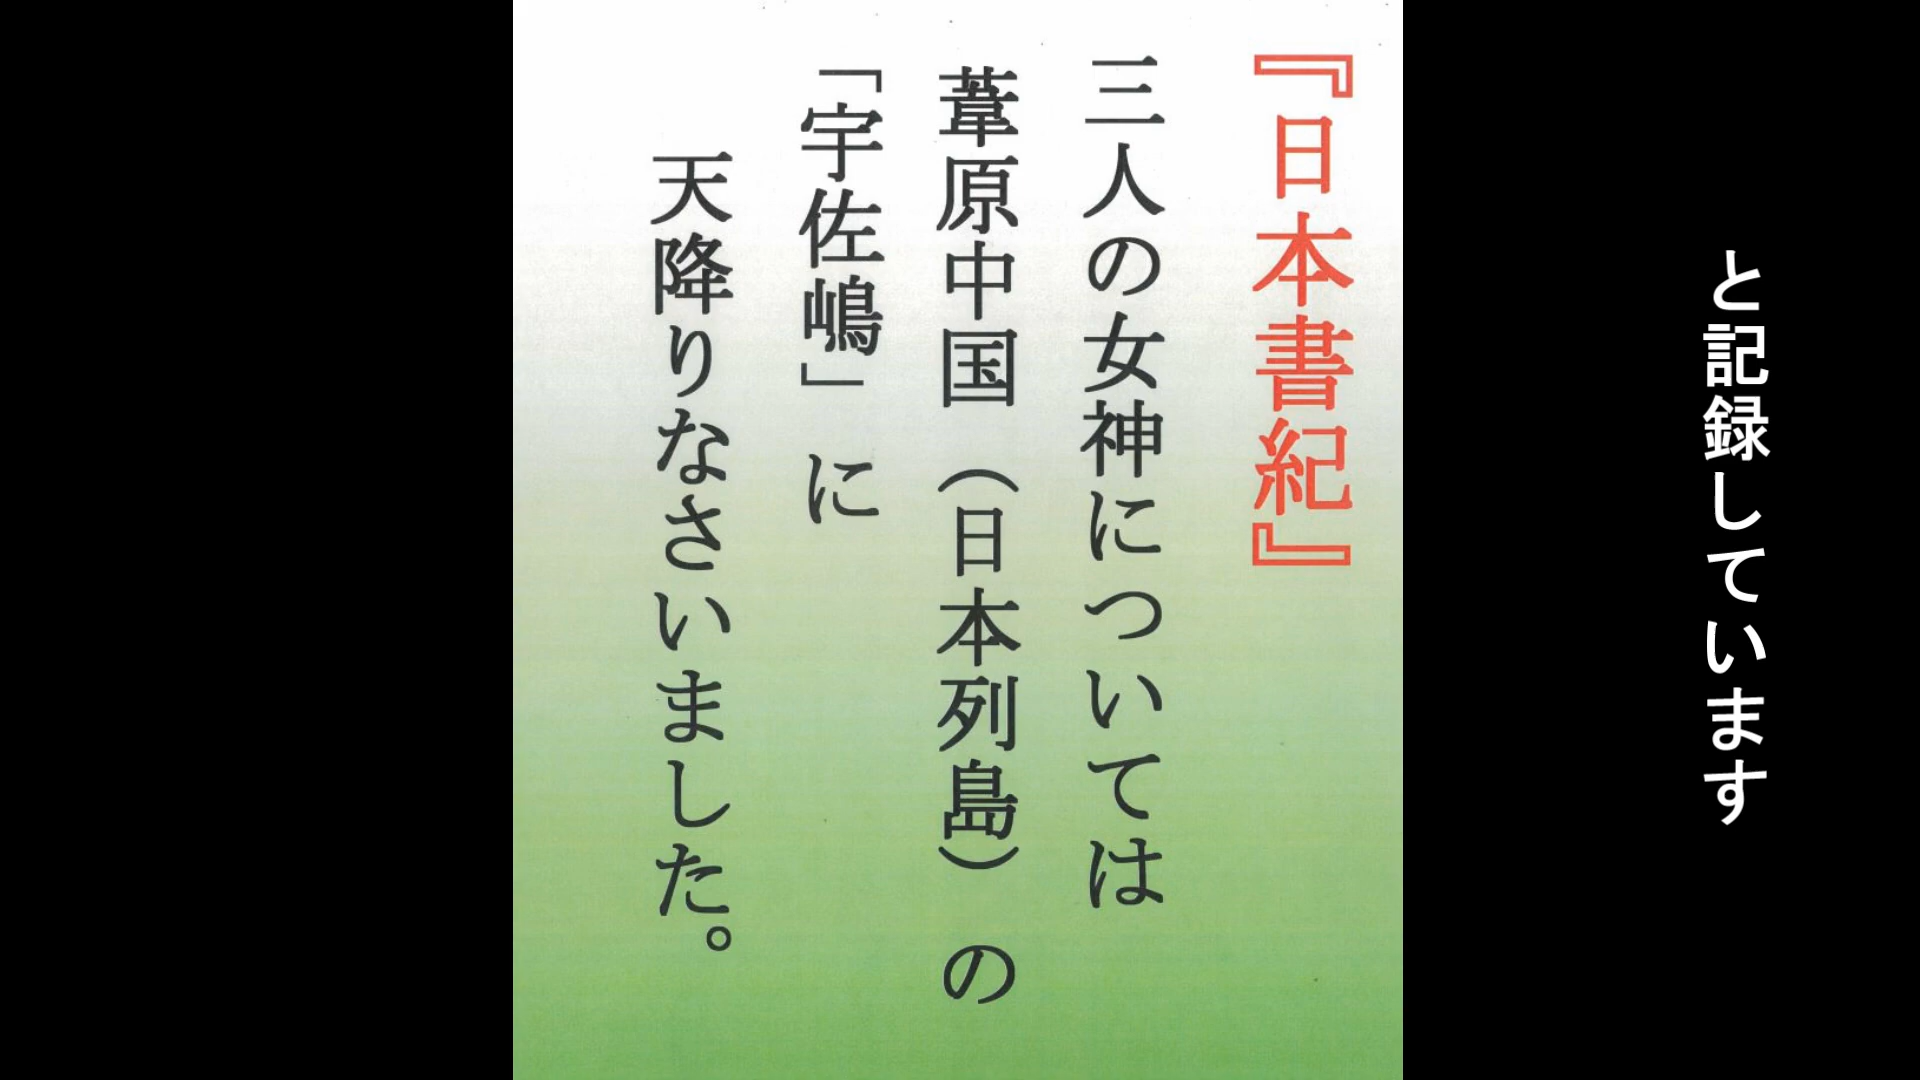 『日本書紀』
三人の女神については
葦原中国（日本列島）の
「宇佐嶋」に
天降りなさいました。
と記録しています